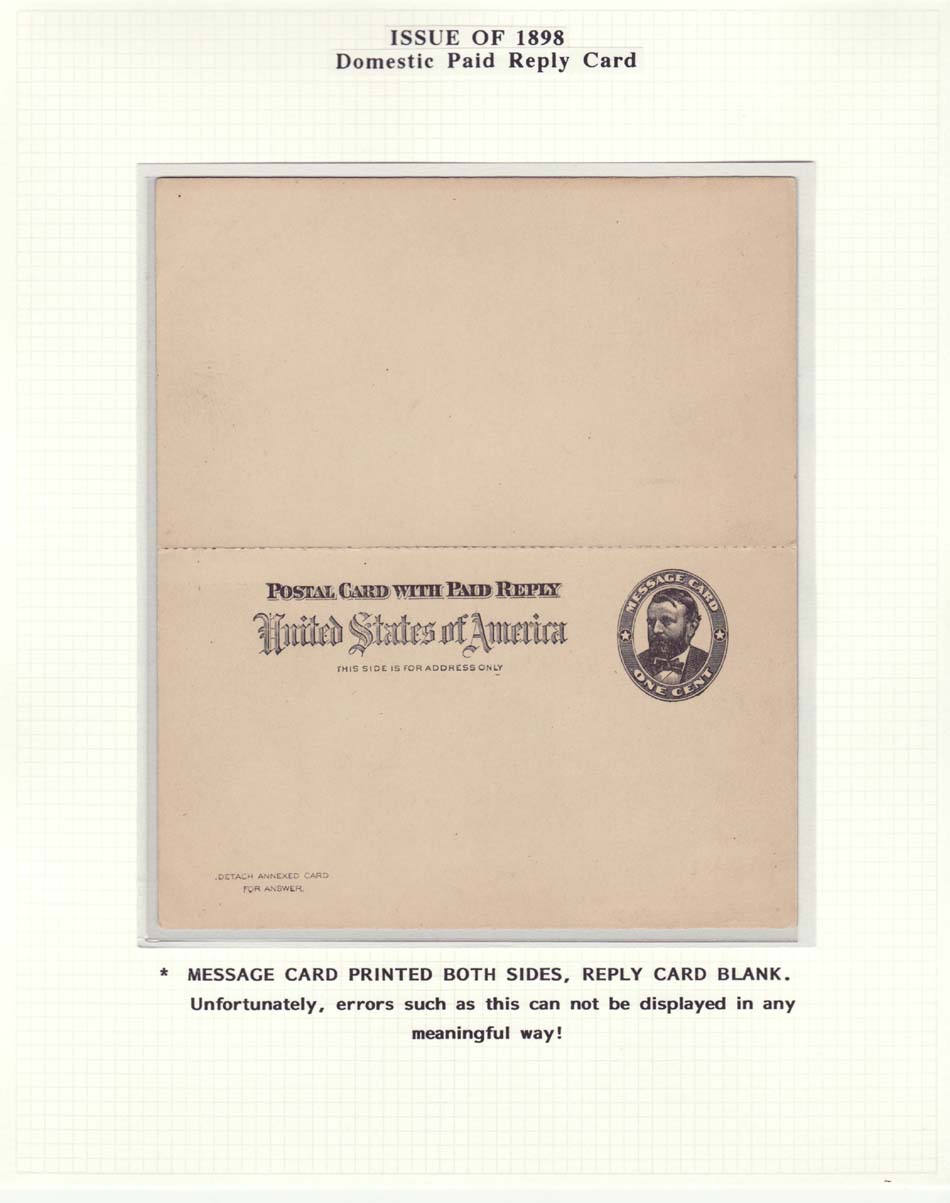 ISSUE OF 1898
Domestic Paid Reply Card
POSTAL CARD WITH PAID REPLY
United States of America
THIS SIDE IS FOR ADDRESS ONLY
MESSAGE CARD
ONE CENT
DETACH ANNEXED CARD
FOR ANSWER.
* MESSAGE CARD PRINTED BOTH SIDES, REPLY CARD BLANK.
Unfortunately, errors such as this can not be displayed in any
meaningful way!